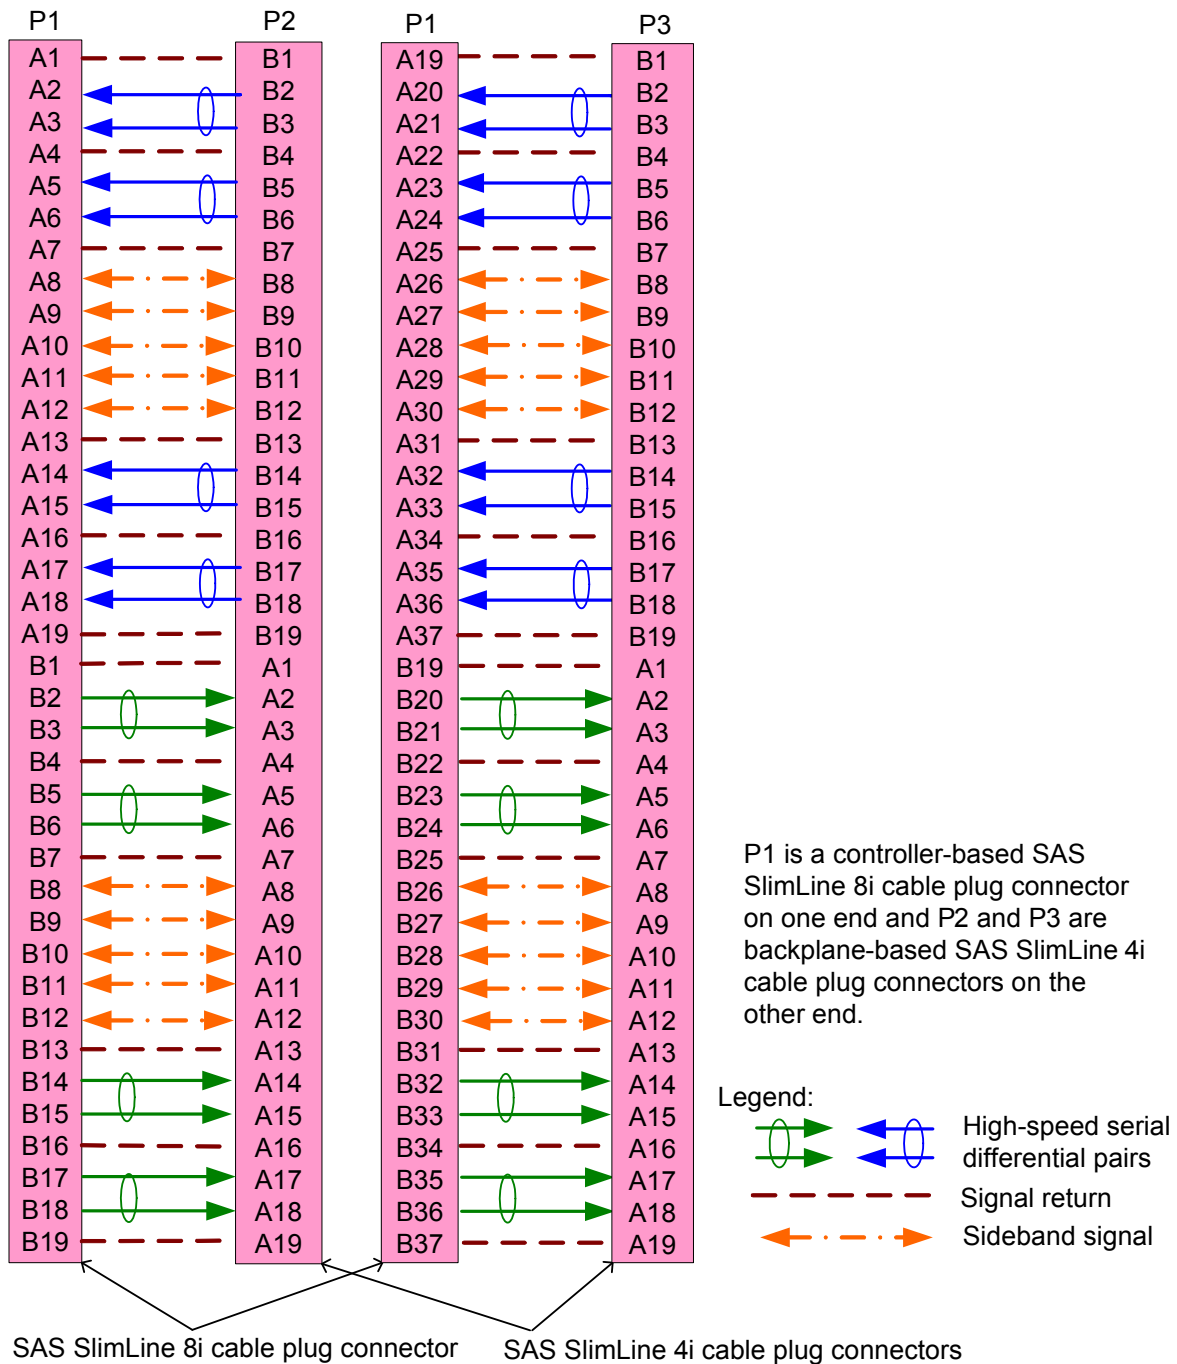 P1 P2 P1 P3
A1 B1 A19 B1
A2 B2 A20 B2
A3 B3 A21 B3
A4 B4 A22 B4
A5 B5 A23 B5
A6 B6 A24 B6
A7 B7 A25 B7
A8 B8 A26 B8
A9 B9 A27 B9
A10 B10 A28 B10
A11 B11 A29 B11
A12 B12 A30 B12
A13 B13 A31 B13
A14 B14 A32 B14
A15 B15 A33 B15
A16 B16 A34 B16
A17 B17 A35 B17
A18 B18 A36 B18
A19 B19 A37 B19
B1 A1 B19 A1
B2 A2 B20 A2
B3 A3 B21 A3
B4 A4 B22 A4
B5 A5 B23 A5
B6 A6 B24 A6
B7 A7 B25 A7
B8 A8 B26 A8
B9 A9 B27 A9
B10 A10 B28 A10
B11 A11 B29 A11
B12 A12 B30 A12
B13 A13 B31 A13
B14 A14 B32 A14
B15 A15 B33 A15
B16 A16 B34 A16
B17 A17 B35 A17
B18 A18 B36 A18
B19 A19 B37 A19
P1 is a controller-based SAS
SlimLine 8i cable plug connector
on one end and P2 and P3 are
backplane-based SAS SlimLine 4i
cable plug connectors on the
other end.
Legend:
High-speed serial
differential pairs
Signal return
Sideband signal
SAS SlimLine 8i cable plug connector
SAS SlimLine 4i cable plug connectors